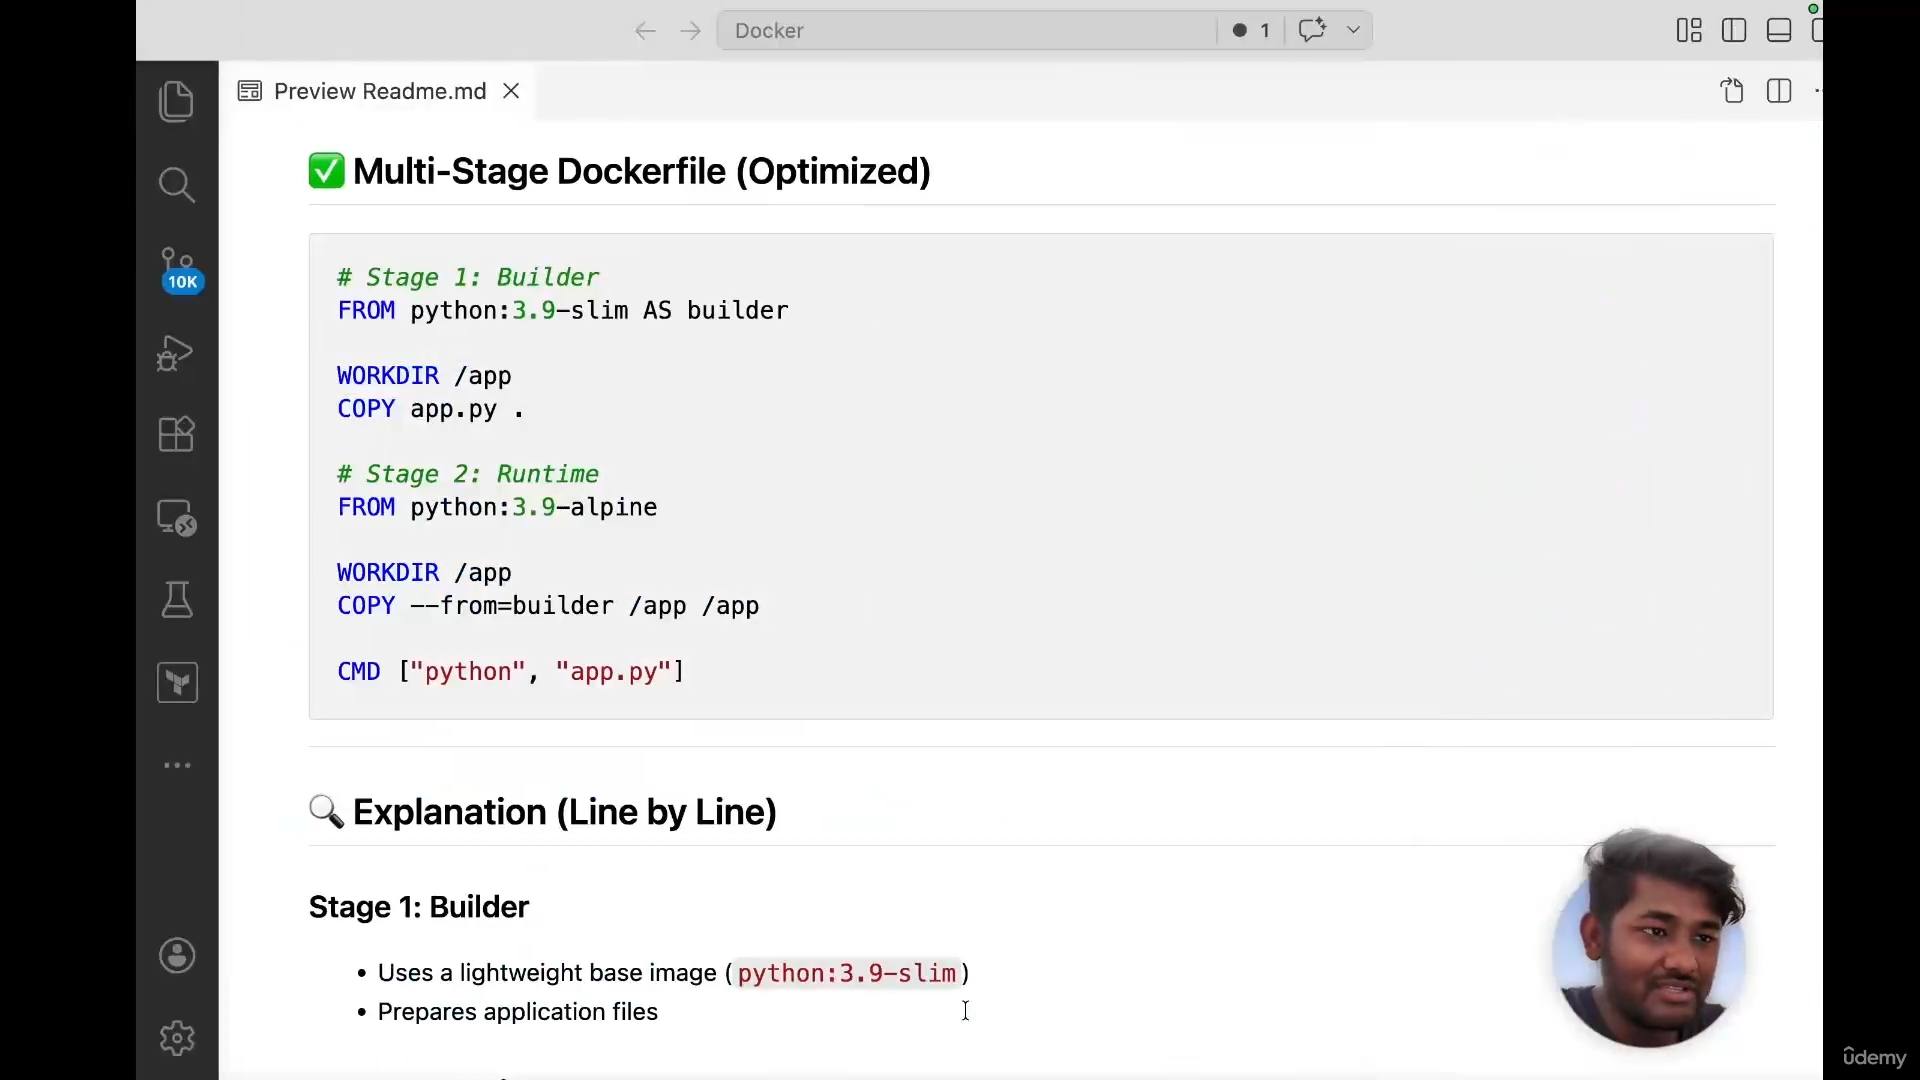 Docker
1
Preview Readme.md
10K
✅ Multi-Stage Dockerfile (Optimized)
# Stage 1: Builder
FROM python:3.9-slim AS builder
WORKDIR /app
COPY app.py .
# Stage 2: Runtime
FROM python:3.9-alpine
WORKDIR /app
COPY --from=builder /app /app
CMD ["python", "app.py"]
🔍 Explanation (Line by Line)
Stage 1: Builder
• Uses a lightweight base image (python:3.9-slim)
• Prepares application files
ûdemy